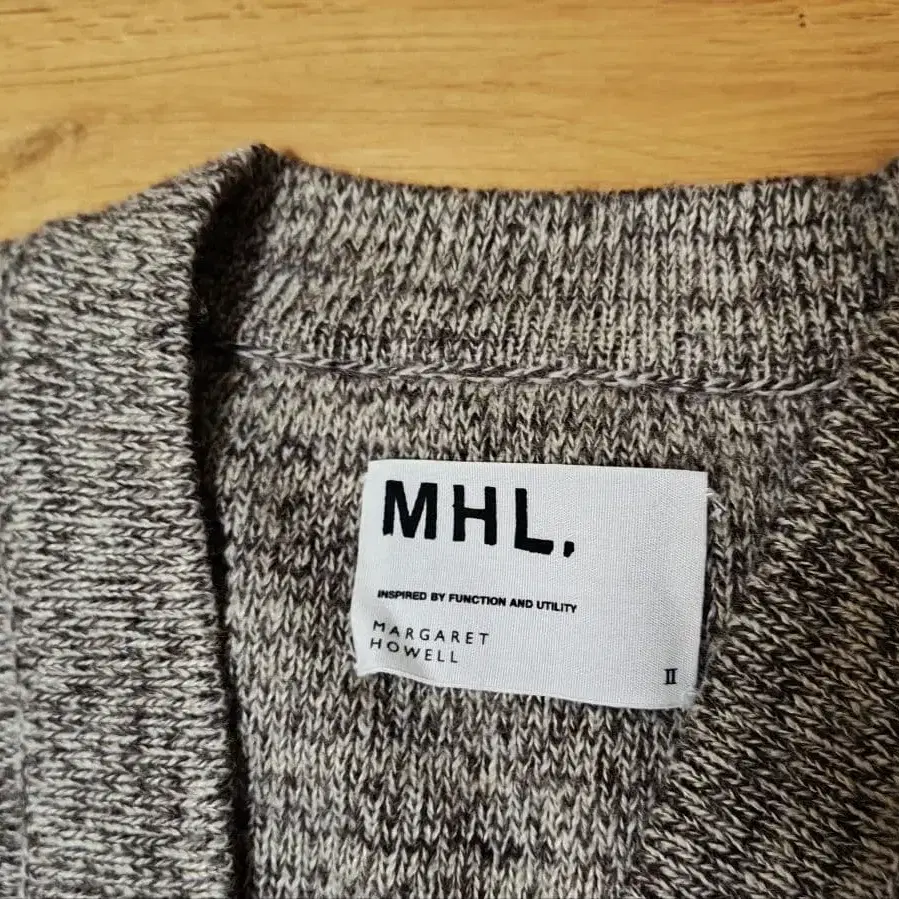 MHL.
INSPIRED BY FUNCTION AND UTILITY
MARGARET
HOWELL
II